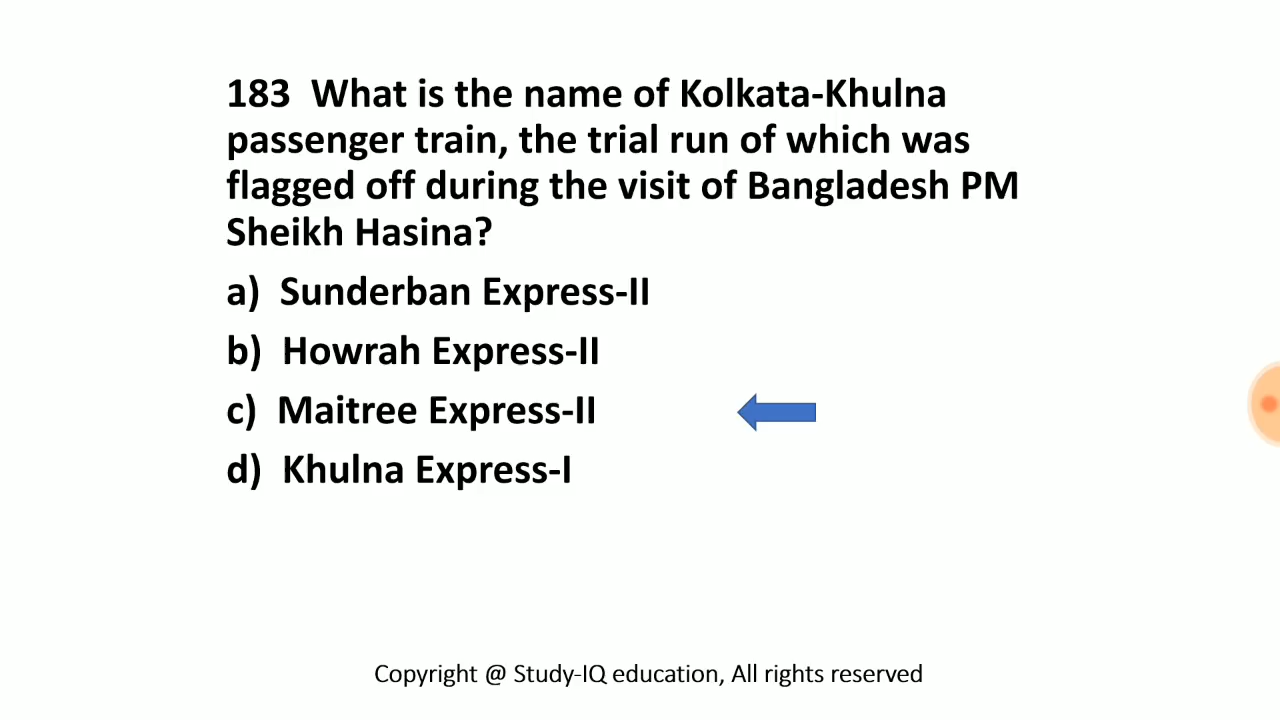 183  What is the name of Kolkata-Khulna
passenger train, the trial run of which was
flagged off during the visit of Bangladesh PM
Sheikh Hasina?
a)  Sunderban Express-II
b)  Howrah Express-II
c)  Maitree Express-II
d)  Khulna Express-I
Copyright @ Study-IQ education, All rights reserved